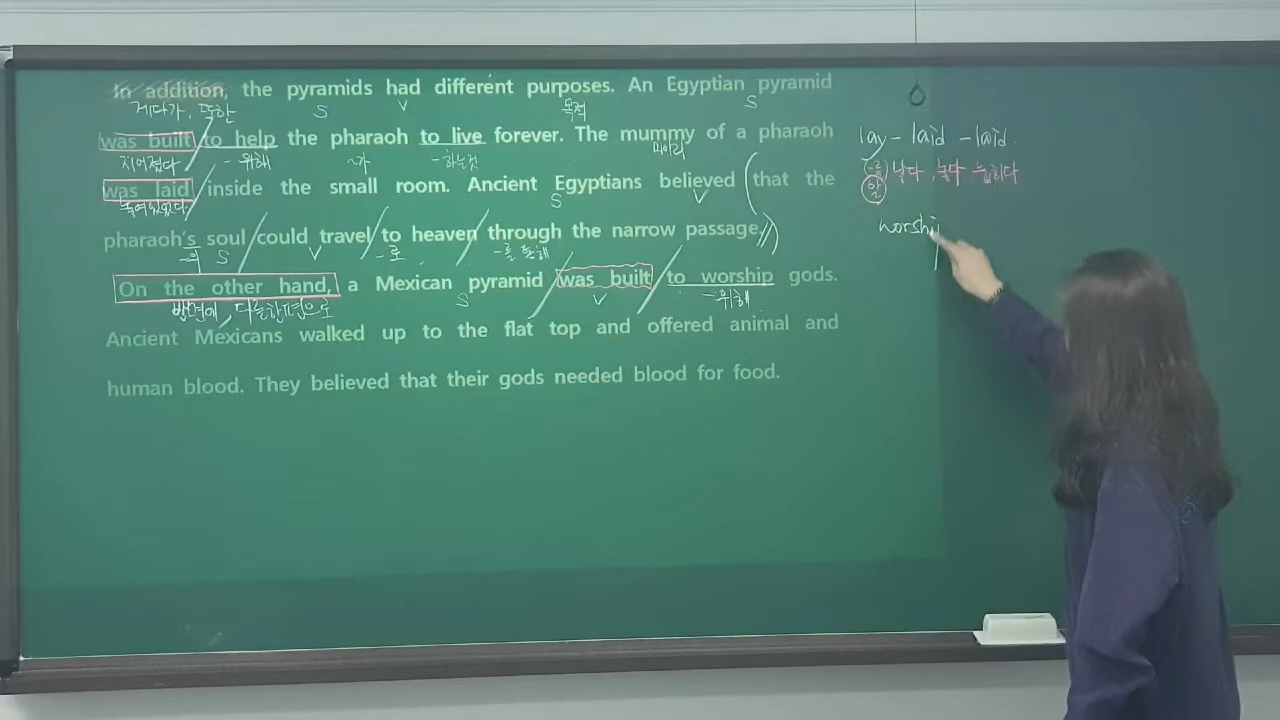 In addition, the pyramids had different purposes. An Egyptian pyramid
게다가, 또한 S V 목적 S
was built to help the pharaoh to live forever. The mummy of a pharaoh
지어졌다 ~위해 ~가 ~하는것 미이라
was laid inside the small room. Ancient Egyptians believed (that the
놓여있었다 S V
pharaoh's soul could travel to heaven through the narrow passage.)
~의 S V ~로 ~를 통해
On the other hand, a Mexican pyramid was built to worship gods.
반면에, 다른한편으로 S V ~위해
Ancient Mexicans walked up to the flat top and offered animal and
human blood. They believed that their gods needed blood for food.
lay - laid - laid
(~를) 낳다, 놓다, 눕히다
알
worship